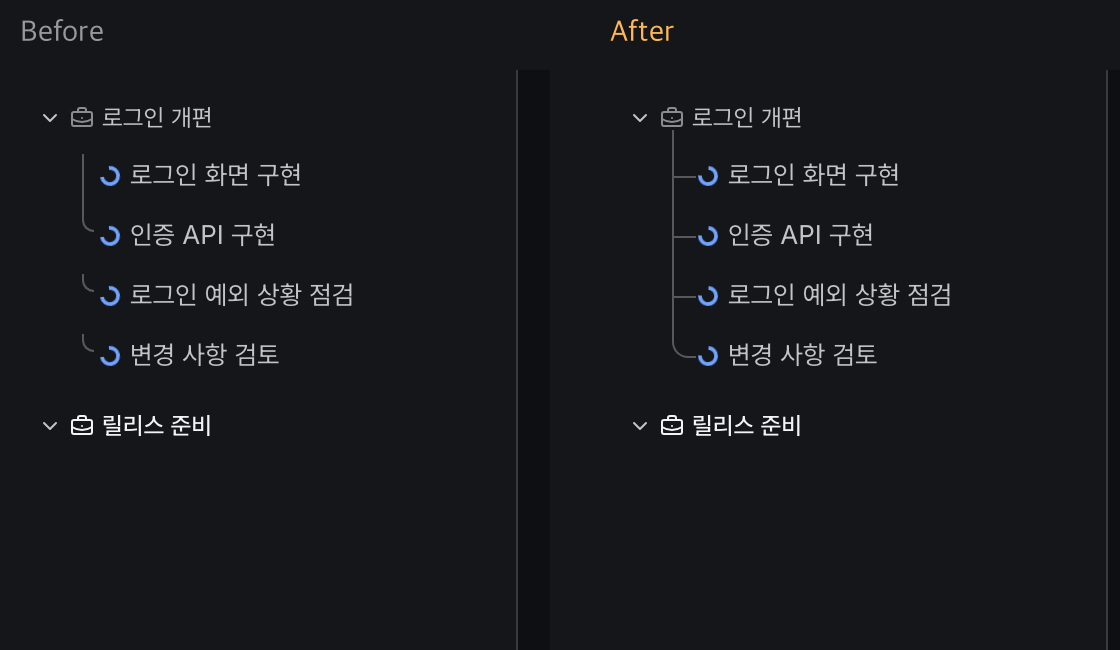 Before
로그인 개편
로그인 화면 구현
인증 API 구현
로그인 예외 상황 점검
변경 사항 검토
릴리스 준비
After
로그인 개편
로그인 화면 구현
인증 API 구현
로그인 예외 상황 점검
변경 사항 검토
릴리스 준비